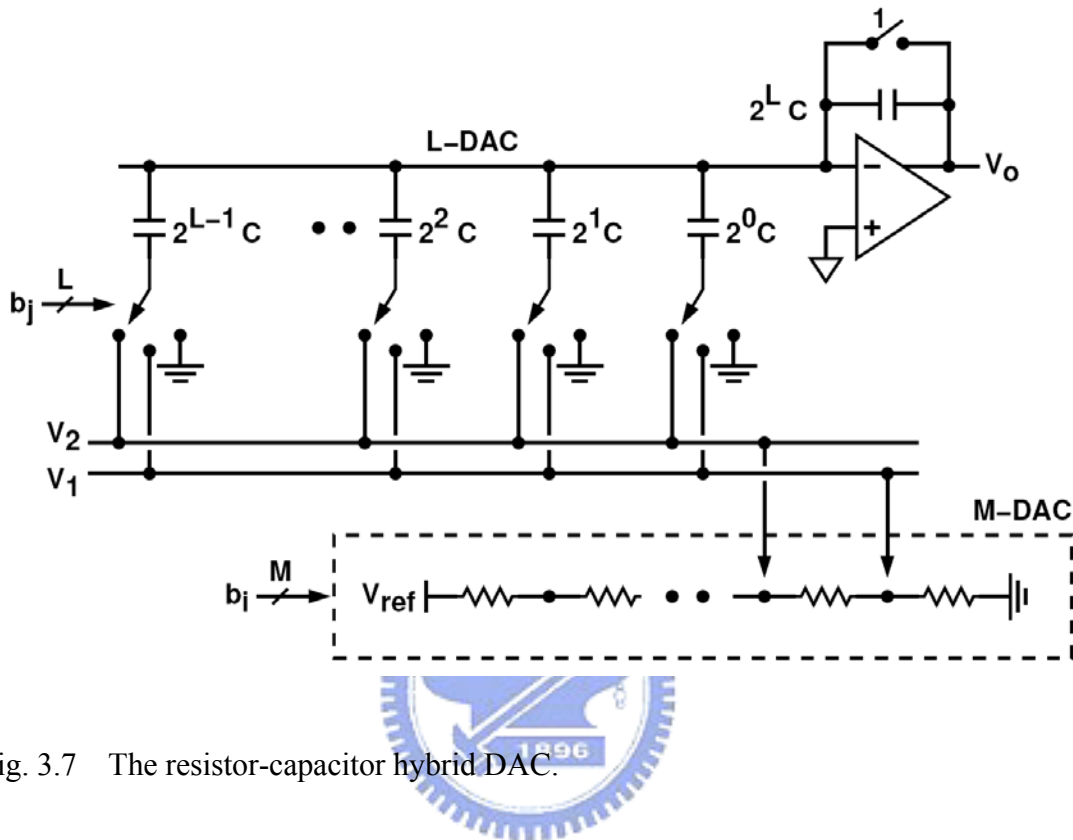 1
2^L C
L-DAC
V_o
−
+
2^{L-1} C
2^2 C
2^1 C
2^0 C
L
b_j
V_2
V_1
M-DAC
M
b_i
V_ref
1896
ig. 3.7 The resistor-capacitor hybrid DAC.